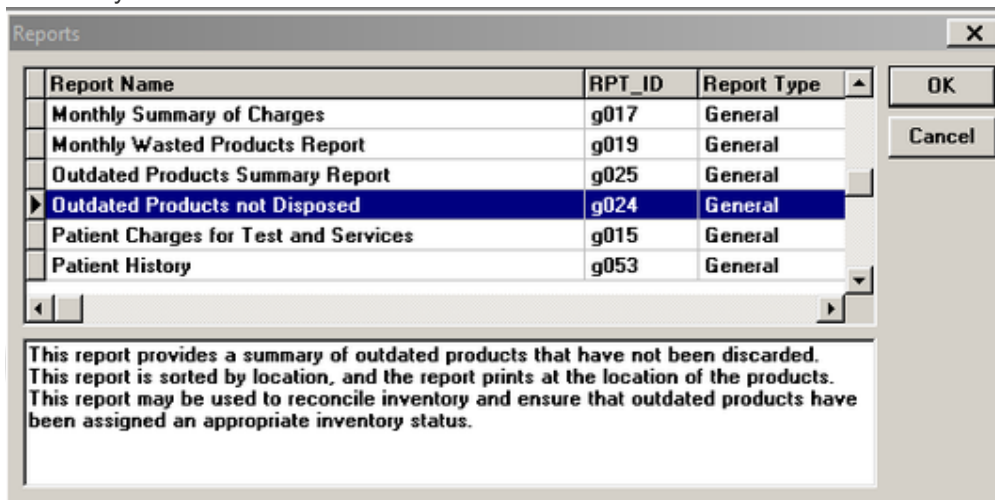 Reports
Report Name RPT_ID Report Type
Monthly Summary of Charges g017 General
Monthly Wasted Products Report g019 General
Outdated Products Summary Report g025 General
Outdated Products not Disposed g024 General
Patient Charges for Test and Services g015 General
Patient History g053 General
OK
Cancel
This report provides a summary of outdated products that have not been discarded.
This report is sorted by location, and the report prints at the location of the products.
This report may be used to reconcile inventory and ensure that outdated products have
been assigned an appropriate inventory status.